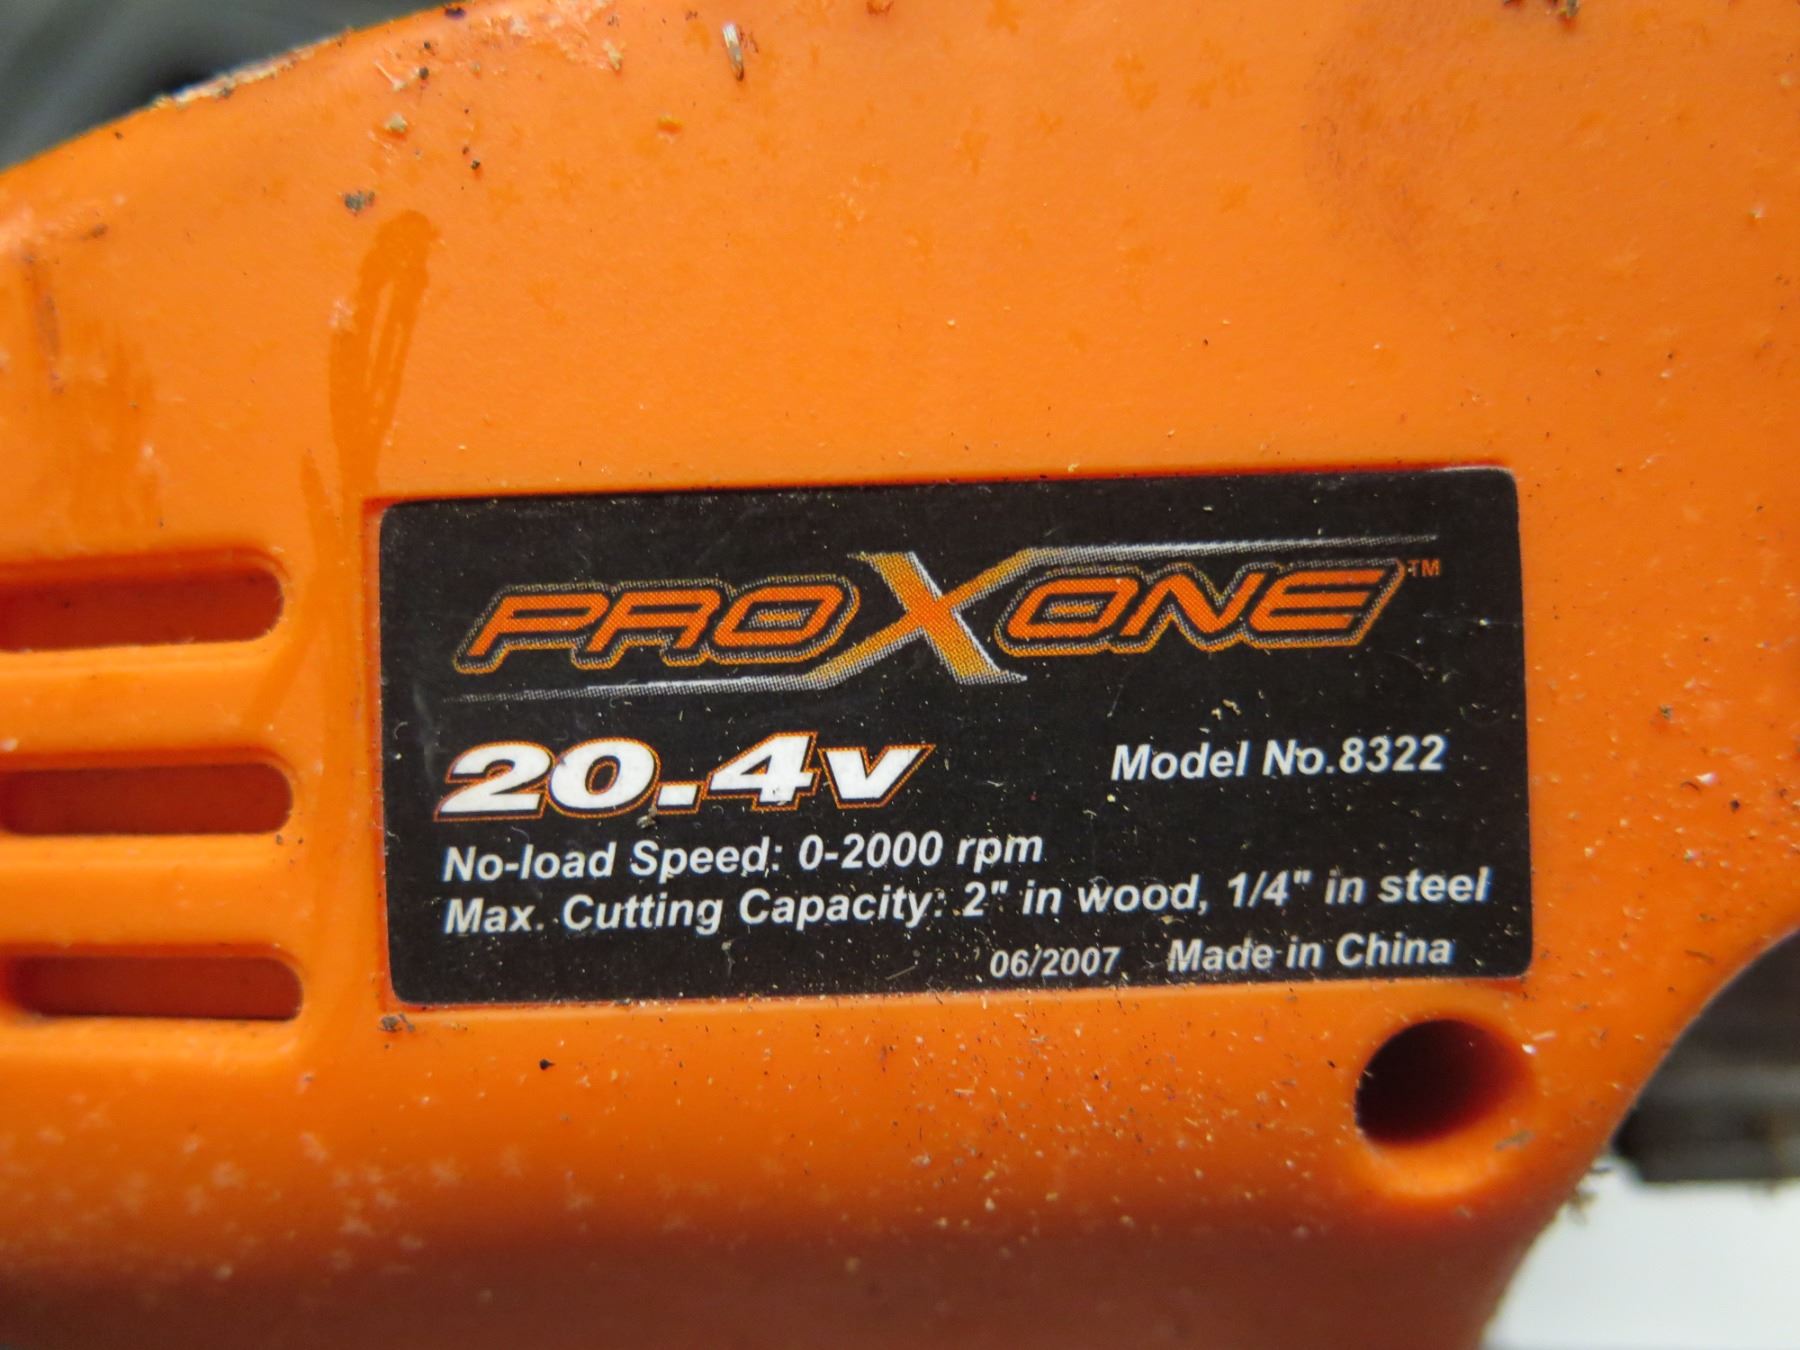 PROXONE™
20.4v Model No.8322
No-load Speed: 0-2000 rpm
Max. Cutting Capacity: 2" in wood, 1/4" in steel
06/2007 Made in China